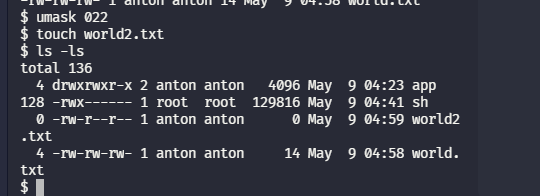 -rw-rw-rw- 1 anton anton 14 May  9 04:58 world.txt
$ umask 022
$ touch world2.txt
$ ls -ls
total 136
  4 drwxrwxr-x 2 anton anton   4096 May  9 04:23 app
128 -rwx------ 1 root  root  129816 May  9 04:41 sh
  0 -rw-r--r-- 1 anton anton      0 May  9 04:59 world2
.txt
  4 -rw-rw-rw- 1 anton anton     14 May  9 04:58 world.
txt
$